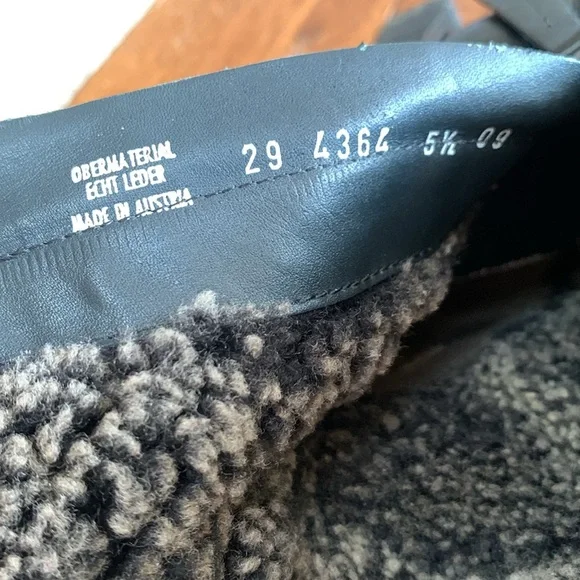 OBERMATERIAL
ECHT LEDER
MADE IN AUSTRIA
29 4364 5½ 09